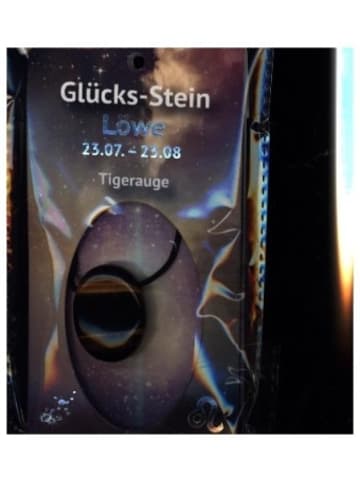 Glücks-Stein
Löwe
23.07. – 23.08
Tigerauge